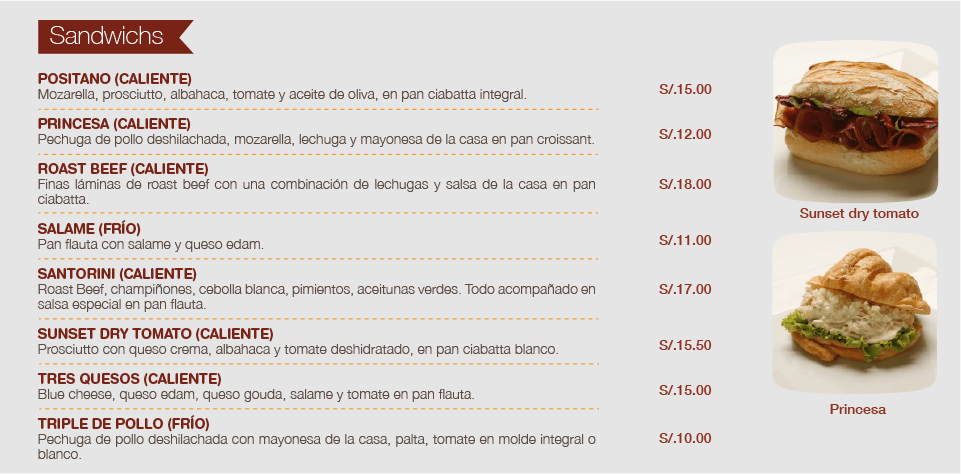 Sandwichs
POSITANO (CALIENTE)
Mozarella, prosciutto, albahaca, tomate y aceite de oliva, en pan ciabatta integral.
S/.15.00
PRINCESA (CALIENTE)
Pechuga de pollo deshilachada, mozarella, lechuga y mayonesa de la casa en pan croissant.
S/.12.00
ROAST BEEF (CALIENTE)
Finas láminas de roast beef con una combinación de lechugas y salsa de la casa en pan
ciabatta.
S/.18.00
SALAME (FRÍO)
Pan flauta con salame y queso edam.
S/.11.00
SANTORINI (CALIENTE)
Roast Beef, champiñones, cebolla blanca, pimientos, aceitunas verdes. Todo acompañado en
salsa especial en pan flauta.
S/.17.00
SUNSET DRY TOMATO (CALIENTE)
Prosciutto con queso crema, albahaca y tomate deshidratado, en pan ciabatta blanco.
S/.15.50
TRES QUESOS (CALIENTE)
Blue cheese, queso edam, queso gouda, salame y tomate en pan flauta.
S/.15.00
TRIPLE DE POLLO (FRÍO)
Pechuga de pollo deshilachada con mayonesa de la casa, palta, tomate en molde integral o
blanco.
S/.10.00
Sunset dry tomato
Princesa